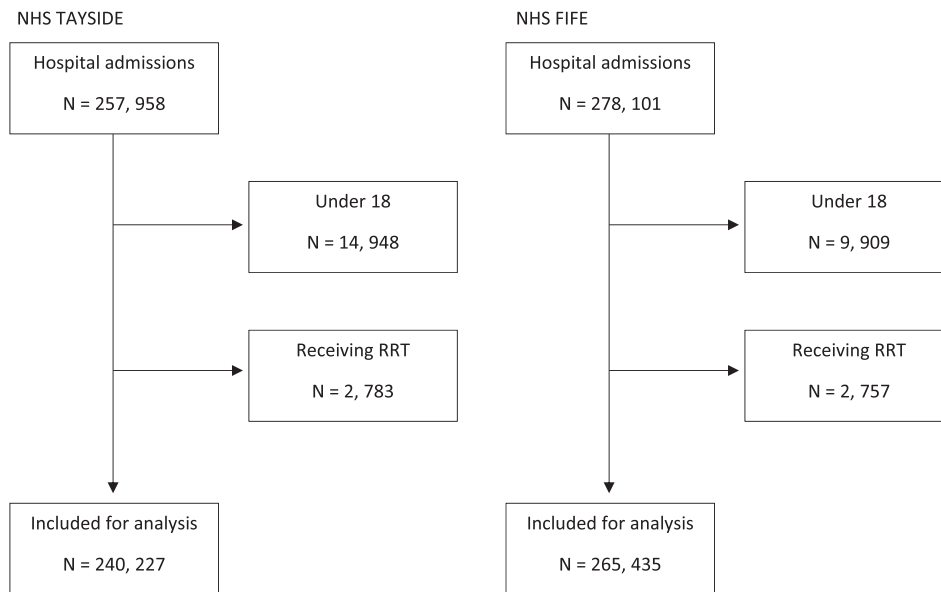 NHS TAYSIDE
Hospital admissions
N = 257, 958
Under 18
N = 14, 948
Receiving RRT
N = 2, 783
Included for analysis
N = 240, 227
NHS FIFE
Hospital admissions
N = 278, 101
Under 18
N = 9, 909
Receiving RRT
N = 2, 757
Included for analysis
N = 265, 435